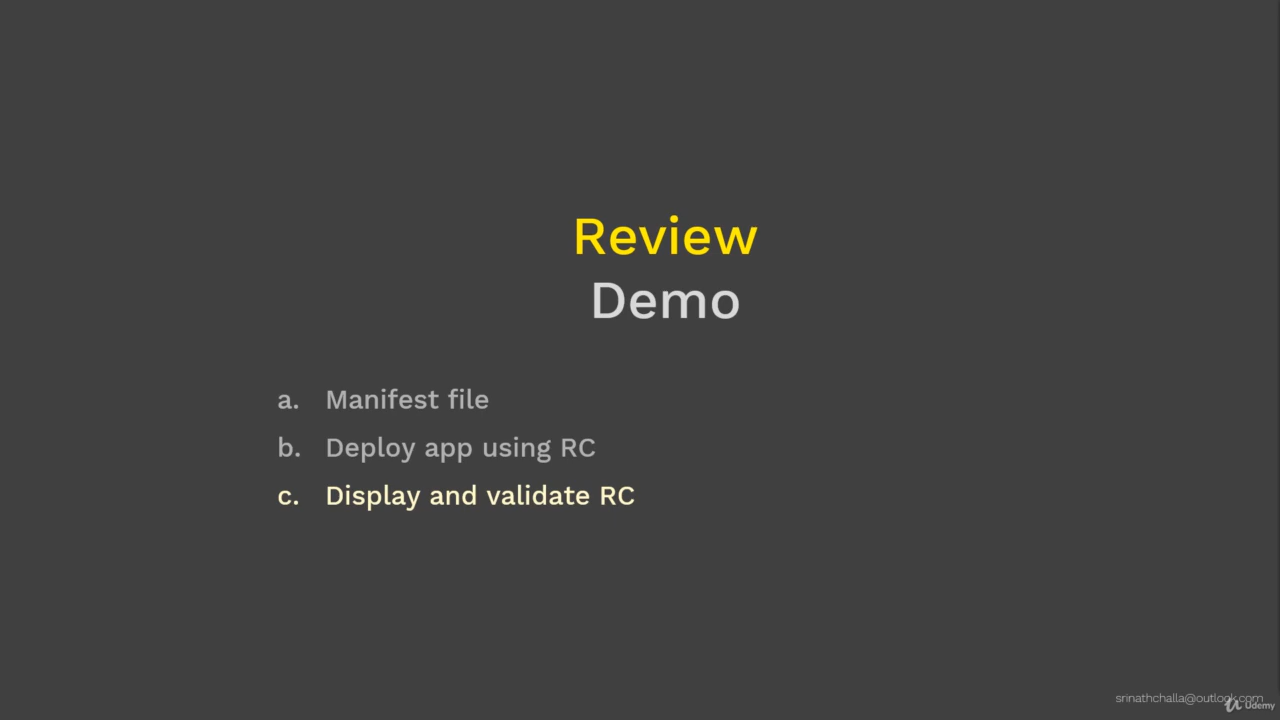 Review
Demo
a. Manifest file
b. Deploy app using RC
c. Display and validate RC
srinathchalla@outlook.com
Udemy